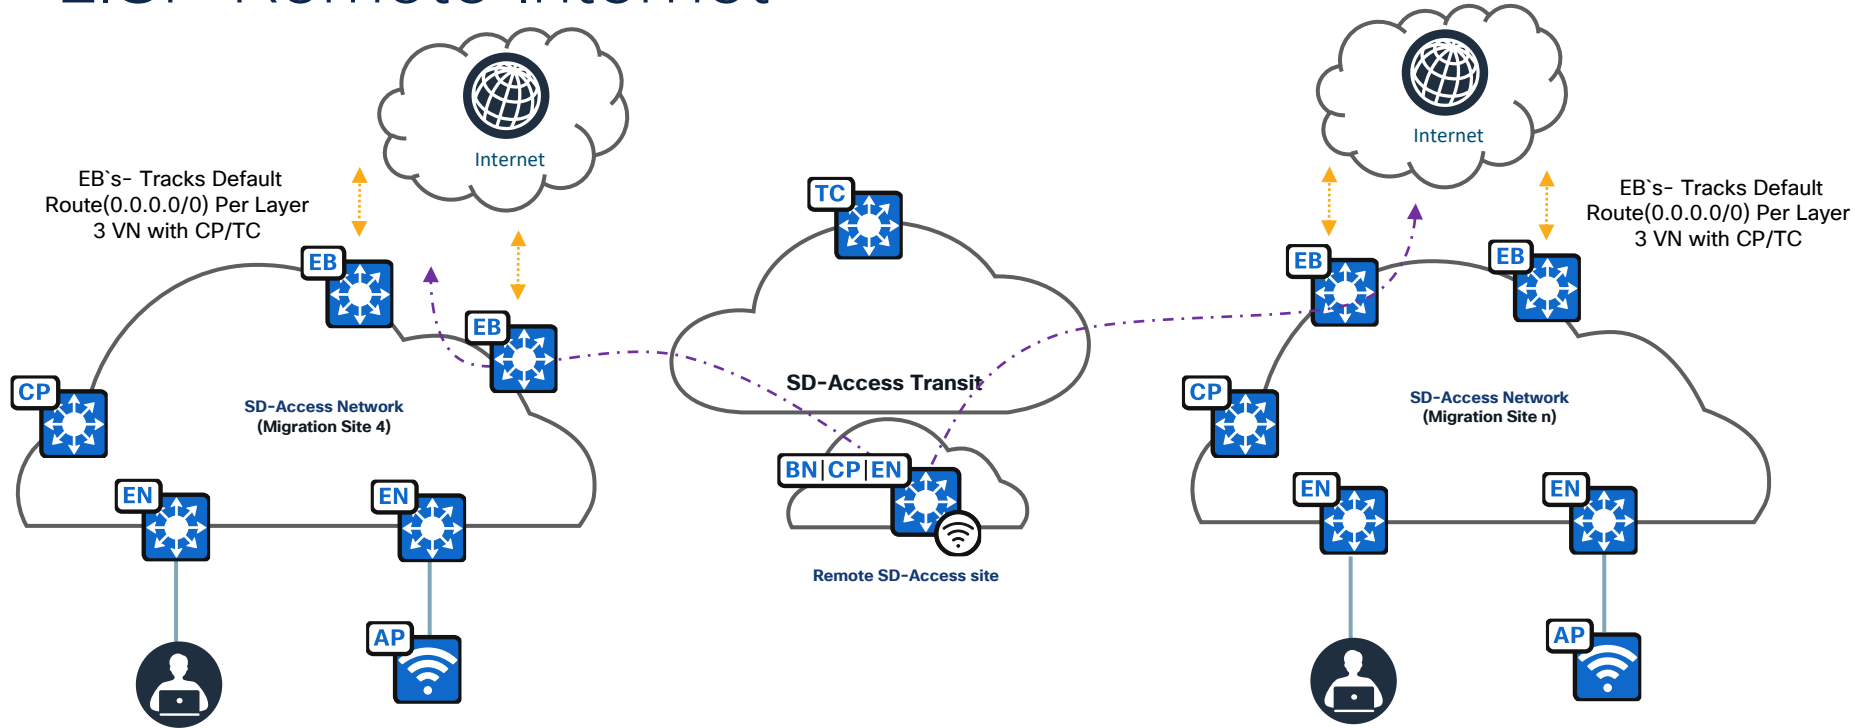 Internet
Internet
EB`s- Tracks Default
Route(0.0.0.0/0) Per Layer
3 VN with CP/TC
EB`s- Tracks Default
Route(0.0.0.0/0) Per Layer
3 VN with CP/TC
TC
EB
EB
EB
EB
CP
SD-Access Network
(Migration Site 4)
SD-Access Transit
CP
SD-Access Network
(Migration Site n)
BN|CP|EN
EN
EN
EN
EN
Remote SD-Access site
AP
AP